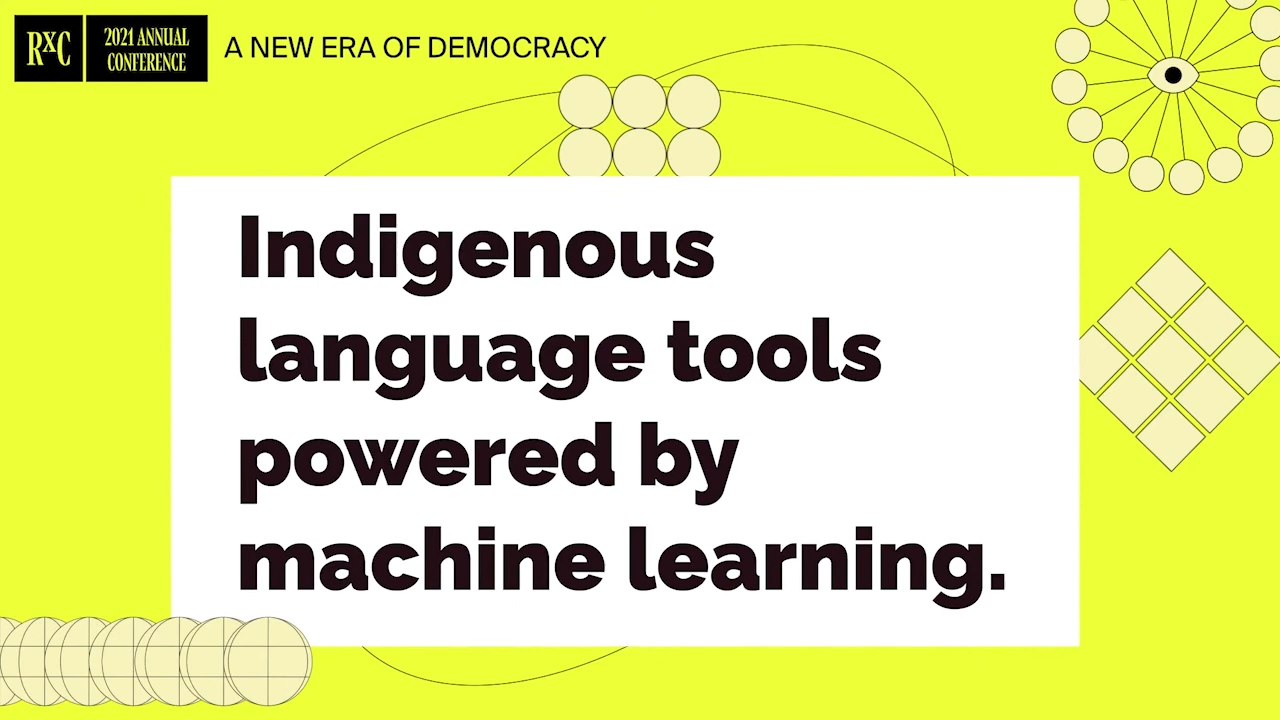 RxC
2021 ANNUAL
CONFERENCE
A NEW ERA OF DEMOCRACY
Indigenous
language tools
powered by
machine learning.